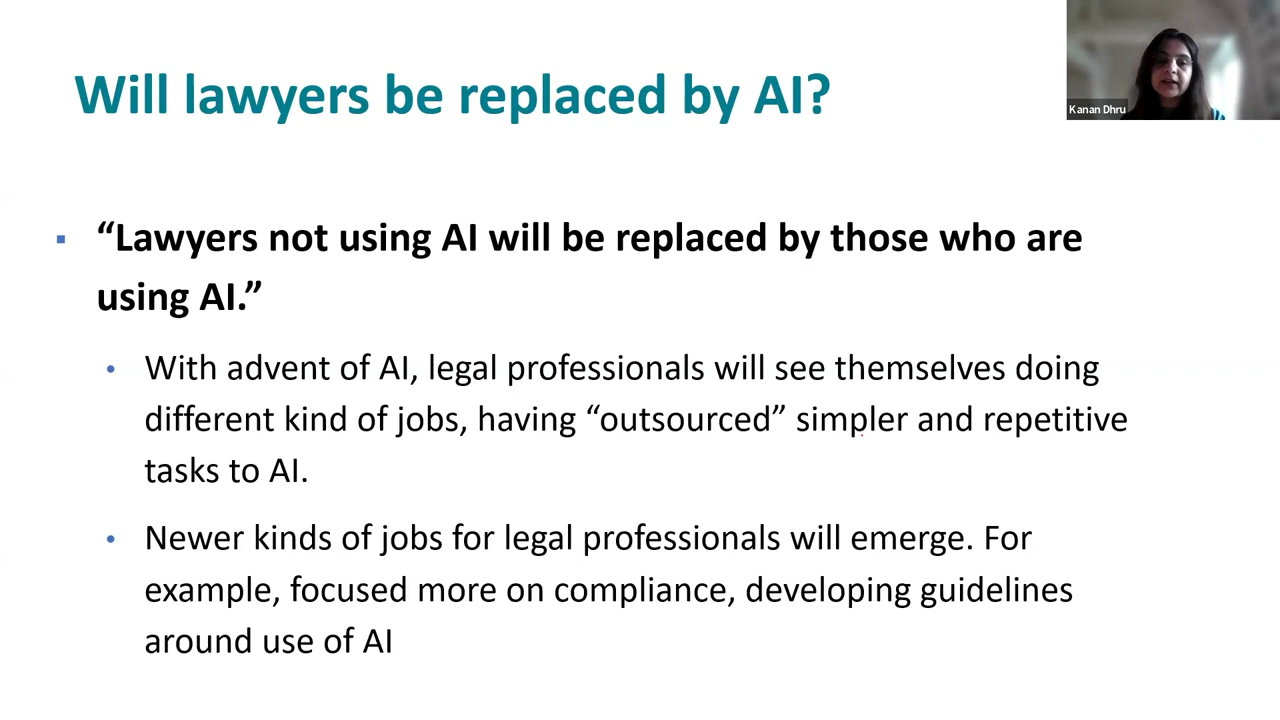 Will lawyers be replaced by AI?
Kanan Dhru
“Lawyers not using AI will be replaced by those who are
using AI.”
With advent of AI, legal professionals will see themselves doing
different kind of jobs, having “outsourced” simpler and repetitive
tasks to AI.
Newer kinds of jobs for legal professionals will emerge. For
example, focused more on compliance, developing guidelines
around use of AI